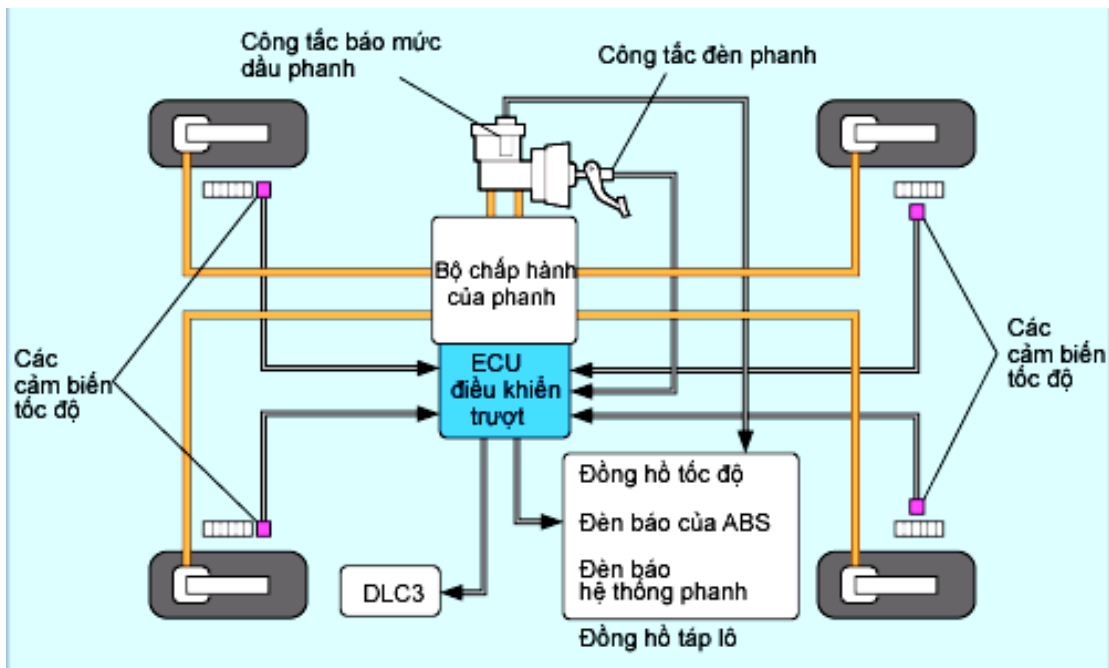 Công tắc báo mức
dầu phanh
Công tắc đèn phanh
Bộ chấp hành
của phanh
Các
cảm biến
tốc độ
ECU
điều khiển
trượt
Các
cảm biến
tốc độ
Đồng hồ tốc độ
Đèn báo của ABS
Đèn báo
hệ thống phanh
DLC3
Đồng hồ táp lô